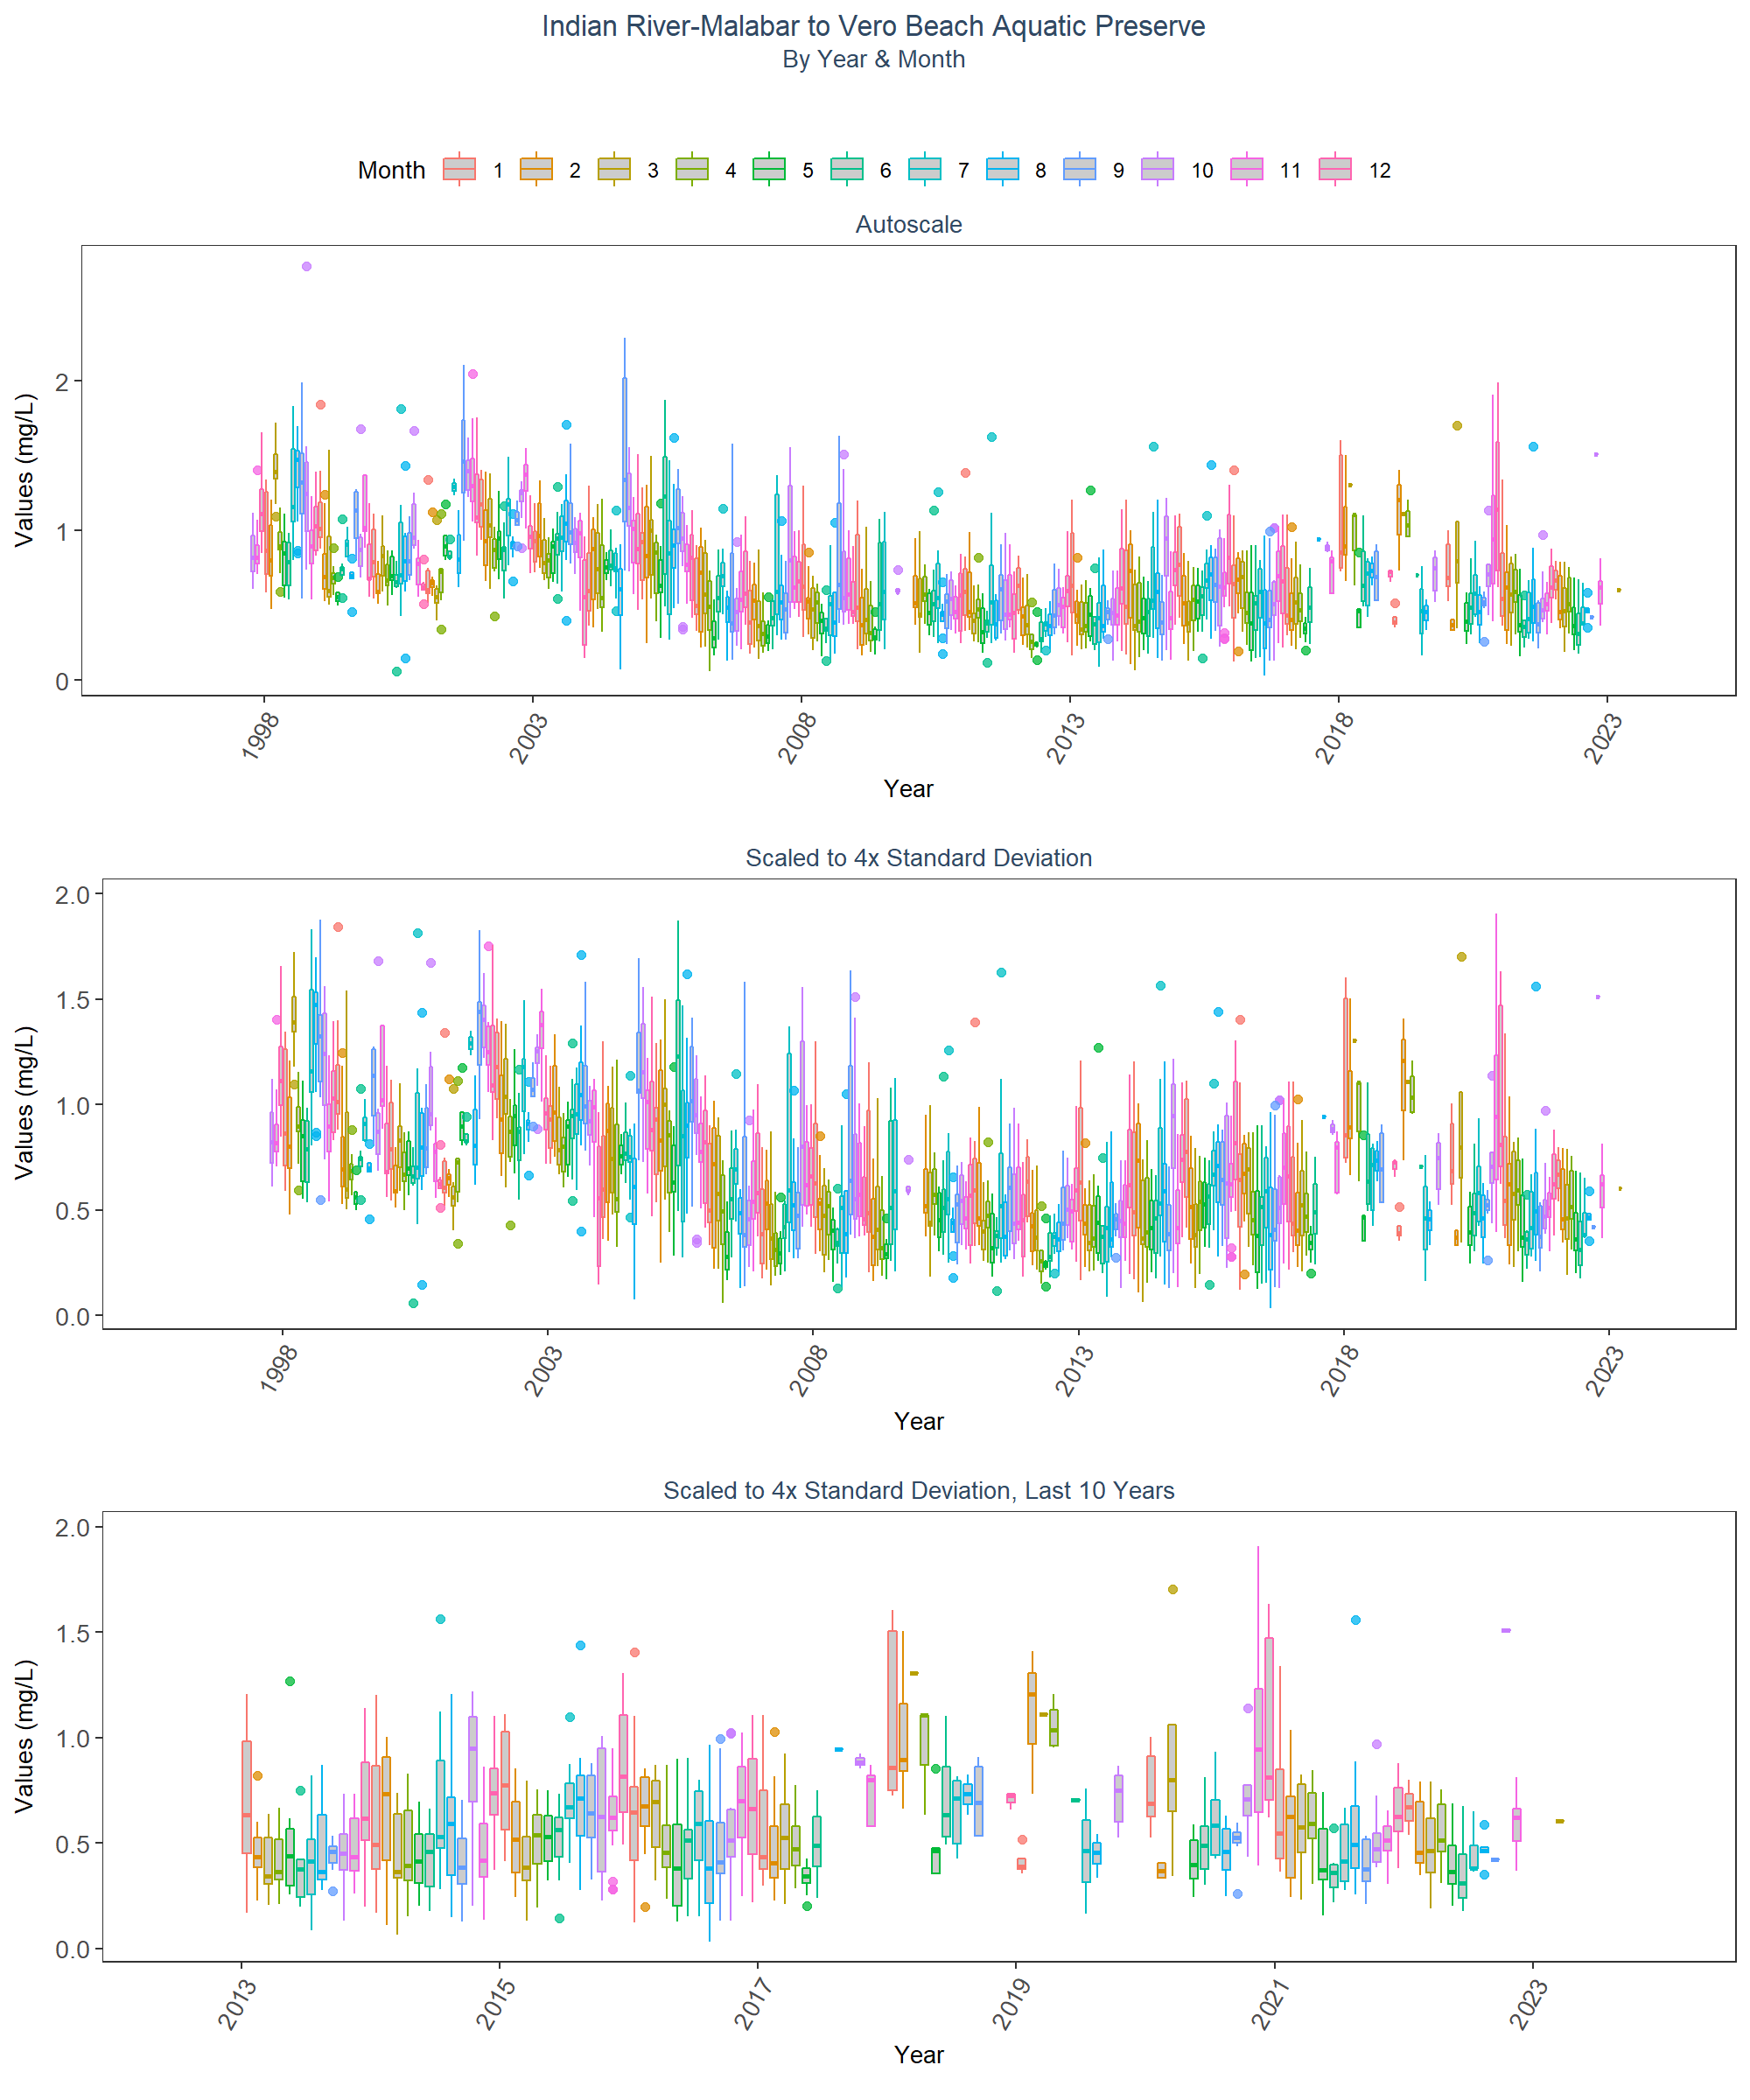 Indian River-Malabar to Vero Beach Aquatic Preserve
By Year & Month
Month 1 2 3 4 5 6 7 8 9 10 11 12
Autoscale
Values (mg/L)
2
1
0
1998 2003 2008 2013 2018 2023
Year
Scaled to 4x Standard Deviation
Values (mg/L)
2.0
1.5
1.0
0.5
0.0
1998 2003 2008 2013 2018 2023
Year
Scaled to 4x Standard Deviation, Last 10 Years
Values (mg/L)
2.0
1.5
1.0
0.5
0.0
2013 2015 2017 2019 2021 2023
Year